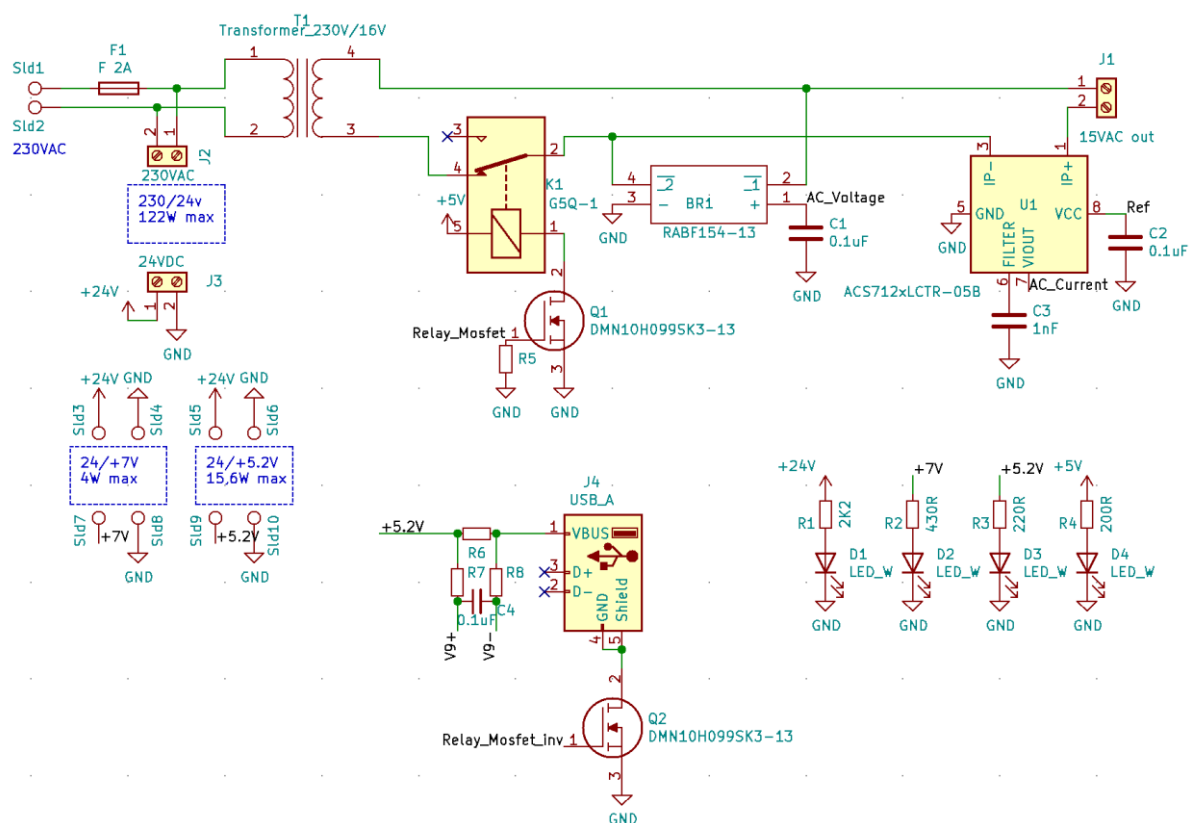 T1
Transformer_230V/16V
F1
F 2A
Sld1
Sld2
230VAC
1
2
4
3
2
1
J2
230VAC
230/24v
122W max
24VDC
J3
1
2
+24V
GND
3
4
5
2
1
+5V
K1
G5Q-1
Relay_Mosfet
1
2
3
Q1
DMN10H099SK3-13
R5
GND
GND
4
3
2
1
2
1
-
+
BR1
RABF154-13
GND
AC_Voltage
C1
0.1uF
GND
J1
1
2
15VAC out
3
1
IP-
IP+
5
GND
U1
VCC
8
Ref
FILTER
VIOUT
6
7
GND
AC_Current
ACS712xLCTR-05B
C2
0.1uF
GND
C3
1nF
GND
+24V
GND
Sld3
Sld4
24/+7V
4W max
Sld7
Sld8
+7V
GND
+24V
GND
Sld5
Sld6
24/+5.2V
15,6W max
Sld9
Sld10
+5.2V
GND
J4
USB_A
+5.2V
R6
R7
R8
C4
0.1uF
V9+
V9-
1
VBUS
3
D+
2
D-
GND
Shield
4
5
Relay_Mosfet_inv
1
2
3
Q2
DMN10H099SK3-13
GND
+24V
R1
2K2
D1
LED_W
GND
+7V
R2
430R
D2
LED_W
GND
+5.2V
R3
220R
D3
LED_W
GND
+5V
R4
200R
D4
LED_W
GND